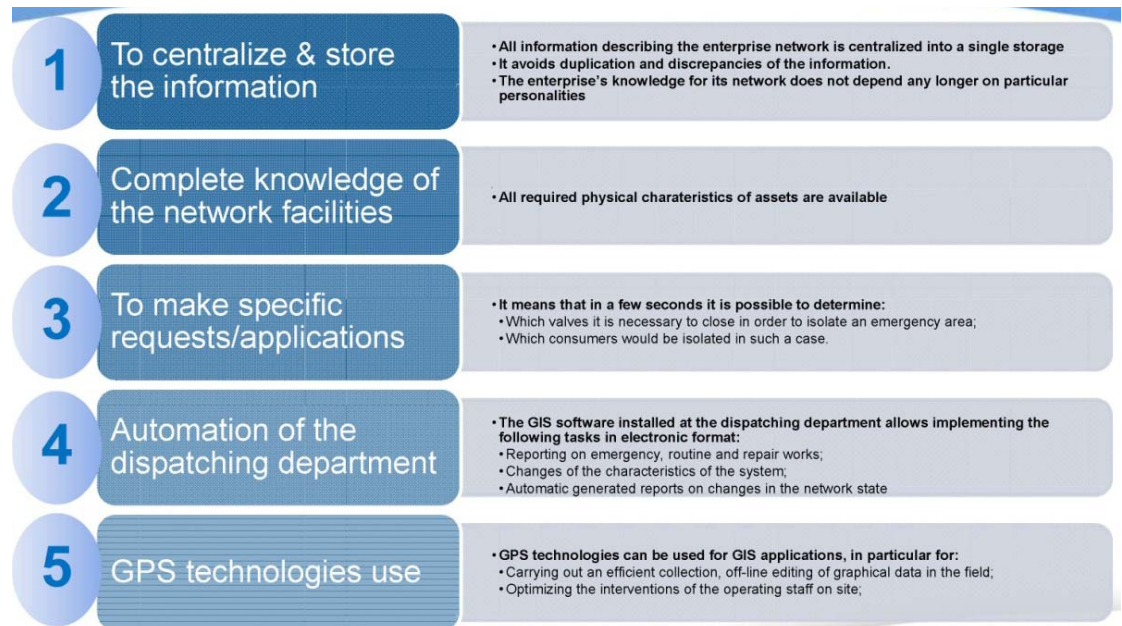 1
To centralize & store
the information
• All information describing the enterprise network is centralized into a single storage
• It avoids duplication and discrepancies of the information.
• The enterprise's knowledge for its network does not depend any longer on particular
personalities
2
Complete knowledge of
the network facilities
• All required physical charateristics of assets are available
3
To make specific
requests/applications
• It means that in a few seconds it is possible to determine:
• Which valves it is necessary to close in order to isolate an emergency area;
• Which consumers would be isolated in such a case.
4
Automation of the
dispatching department
• The GIS software installed at the dispatching department allows implementing the
following tasks in electronic format:
• Reporting on emergency, routine and repair works;
• Changes of the characteristics of the system;
• Automatic generated reports on changes in the network state
5
GPS technologies use
• GPS technologies can be used for GIS applications, in particular for:
• Carrying out an efficient collection, off-line editing of graphical data in the field;
• Optimizing the interventions of the operating staff on site;